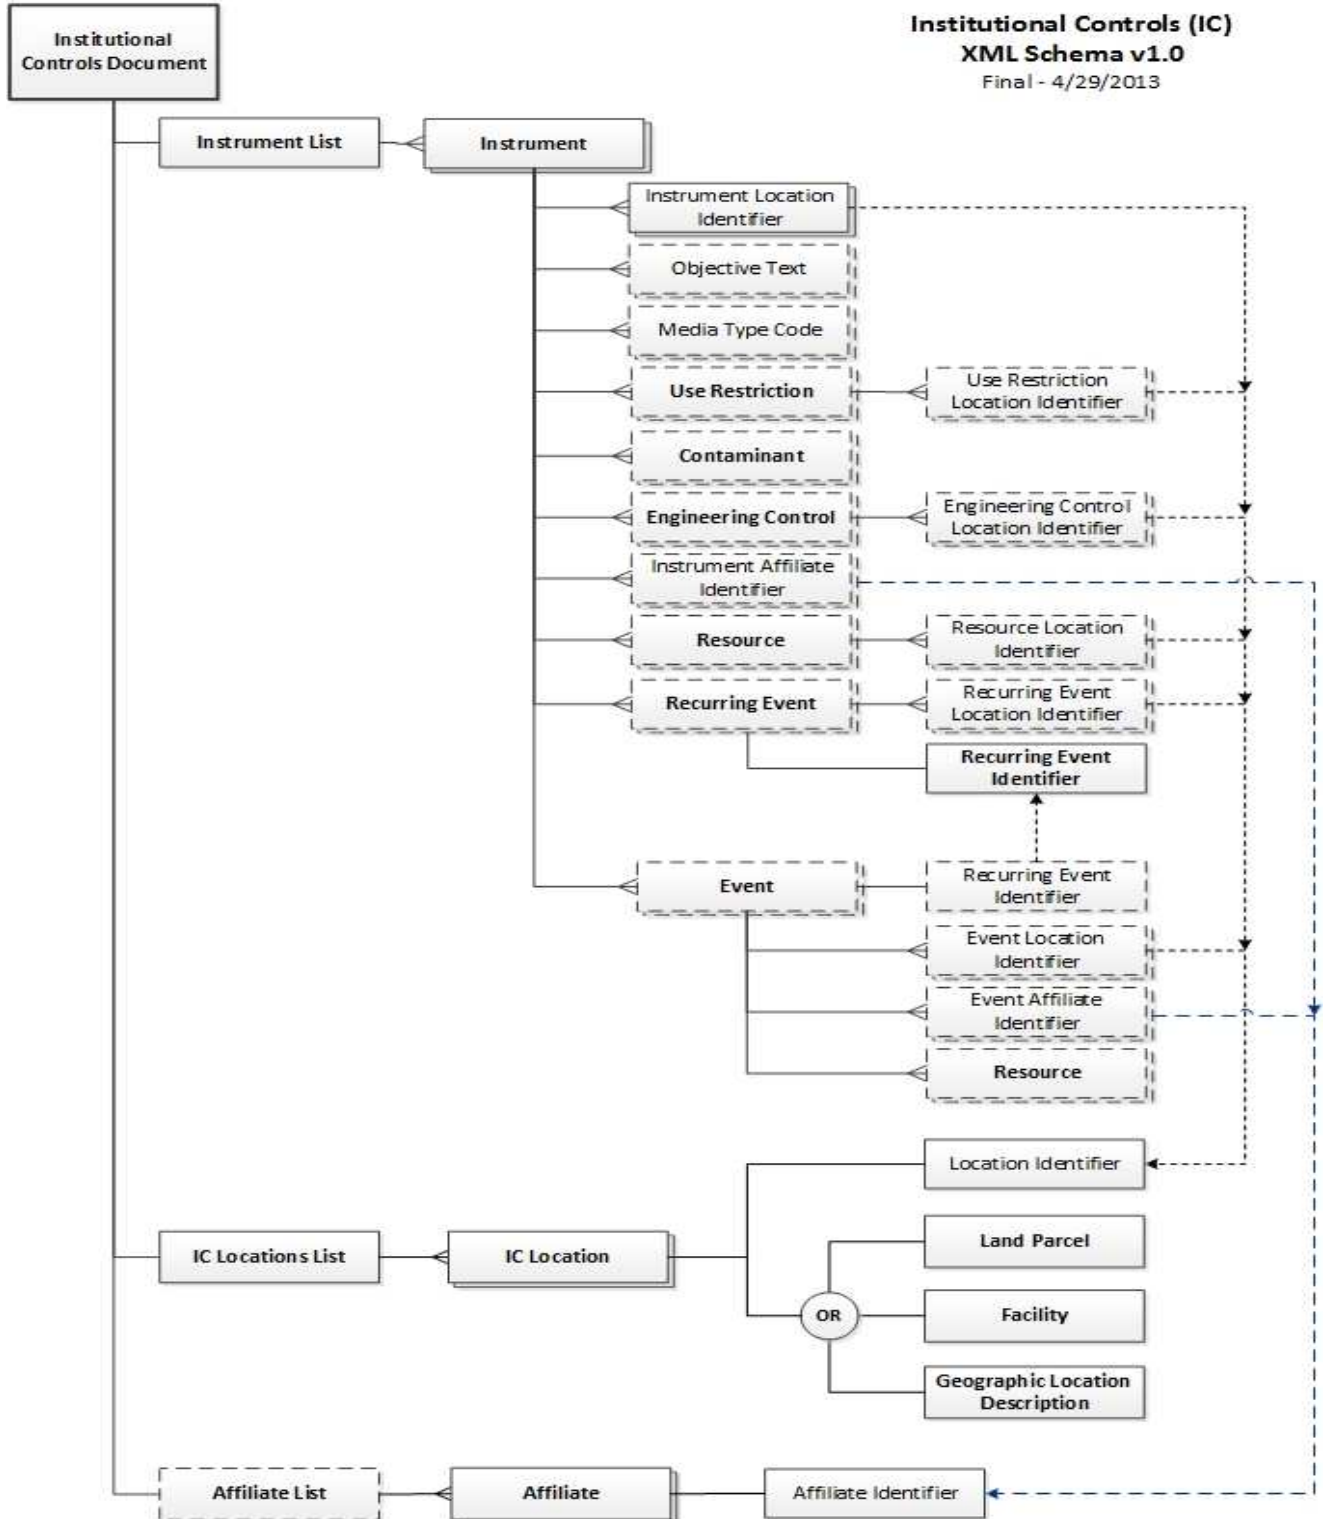 Institutional
Controls Document
Institutional Controls (IC)
XML Schema v1.0
Final - 4/29/2013
Instrument List
Instrument
Instrument Location
Identifier
Objective Text
Media Type Code
Use Restriction
Use Restriction
Location Identifier
Contaminant
Engineering Control
Engineering Control
Location Identifier
Instrument Affiliate
Identifier
Resource
Resource Location
Identifier
Recurring Event
Recurring Event
Location Identifier
Recurring Event
Identifier
Event
Recurring Event
Identifier
Event Location
Identifier
Event Affiliate
Identifier
Resource
Location Identifier
IC Locations List
IC Location
Land Parcel
OR
Facility
Geographic Location
Description
Affiliate List
Affiliate
Affiliate Identifier